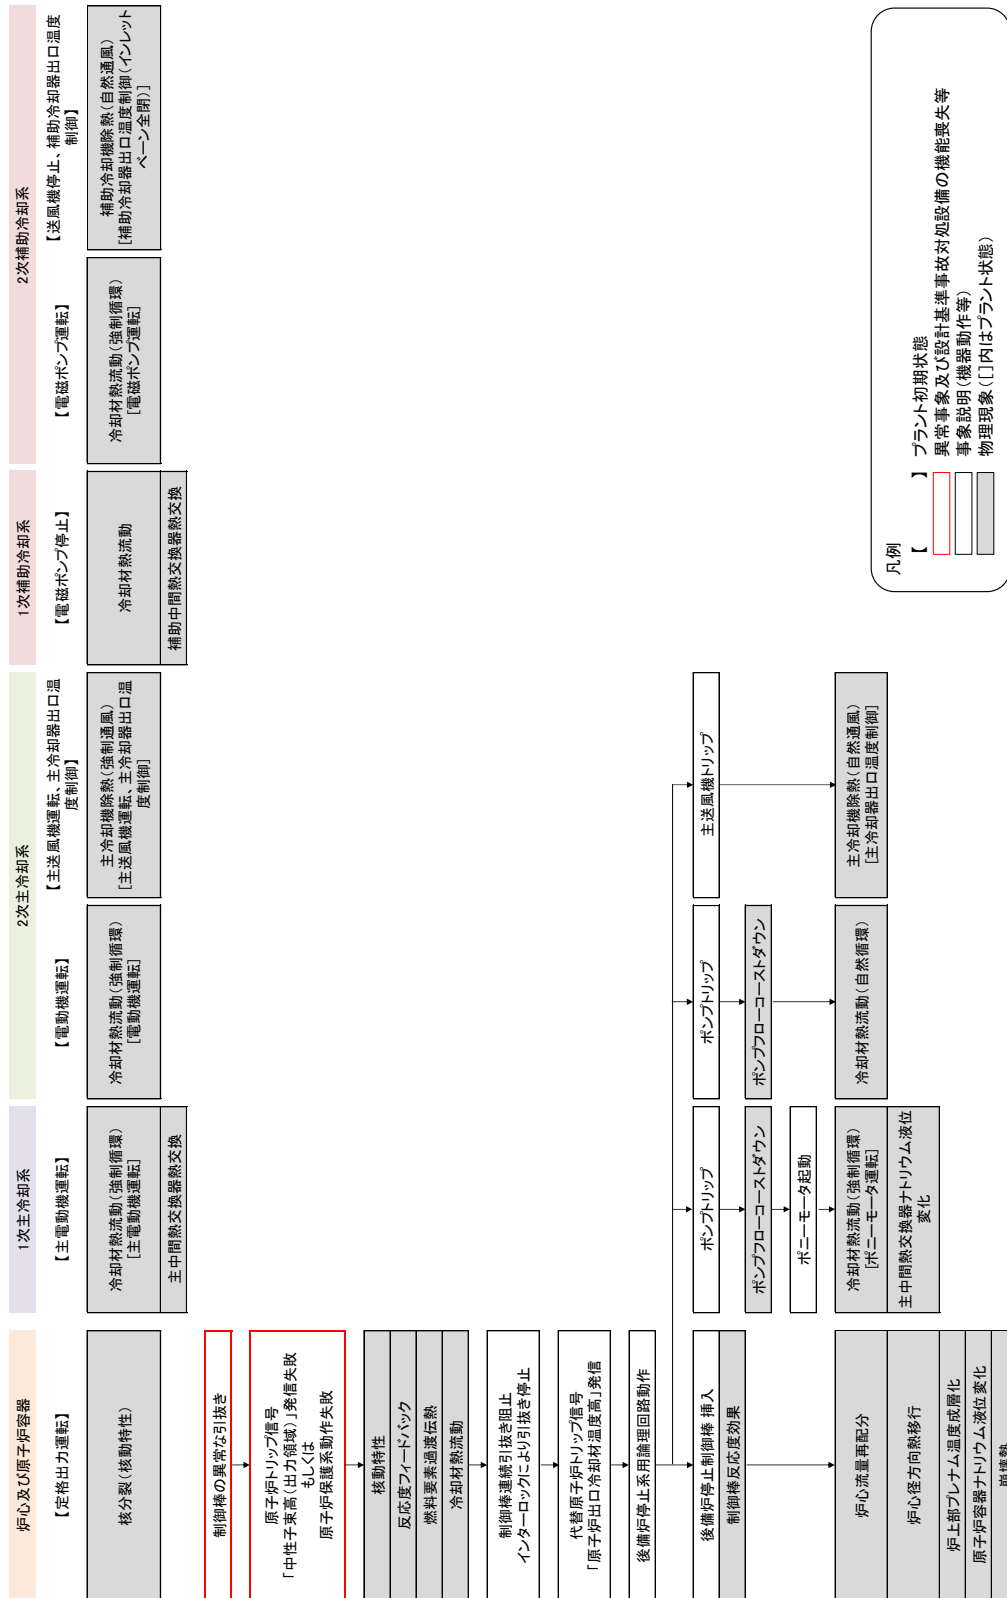 炉心及び原子炉容器
【定格出力運転】
核分裂(核動特性)
制御棒の異常な引抜き
原子炉トリップ信号
「中性子束高(出力領域)」発信失敗
もしくは
原子炉保護系動作失敗
核動特性
反応度フィードバック
燃料要素過渡伝熱
冷却材熱流動
制御棒連続引抜き阻止
インターロックにより引抜き停止
代替原子炉トリップ信号
「原子炉出口冷却材温度高」発信
後備炉停止系用論理回路動作
後備炉停止制御棒 挿入
制御棒反応度効果
炉心流量再配分
炉心径方向熱移行
炉上部プレナム温度成層化
原子炉容器ナトリウム液位変化
崩壊熱
1次主冷却系
【主電動機運転】
冷却材熱流動(強制循環)
[主電動機運転]
主中間熱交換器熱交換
ポンプトリップ
ポンプフローコーストダウン
ポニーモータ起動
冷却材熱流動(強制循環)
[ポニーモータ運転]
主中間熱交換器ナトリウム液位
変化
2次主冷却系
【電動機運転】
冷却材熱流動(強制循環)
[電動機運転]
ポンプトリップ
ポンプフローコーストダウン
冷却材熱流動(自然循環)
【主送風機運転、主冷却器出口温
度制御】
主冷却機除熱(強制通風)
[主送風機運転、主冷却器出口温
度制御]
主送風機トリップ
主冷却機除熱(自然通風)
[主冷却器出口温度制御]
1次補助冷却系
【電磁ポンプ停止】
冷却材熱流動
補助中間熱交換器熱交換
2次補助冷却系
【電磁ポンプ運転】
冷却材熱流動(強制循環)
[電磁ポンプ運転]
【送風機停止、補助冷却器出口温度
制御】
補助冷却機除熱(自然通風)
[補助冷却器出口温度制御(インレット
ベーン全閉)]
凡例
【 】 プラント初期状態
異常事象及び設計基準事故対処設備の機能喪失等
事象説明(機器動作等)
物理現象([]内はプラント状態)